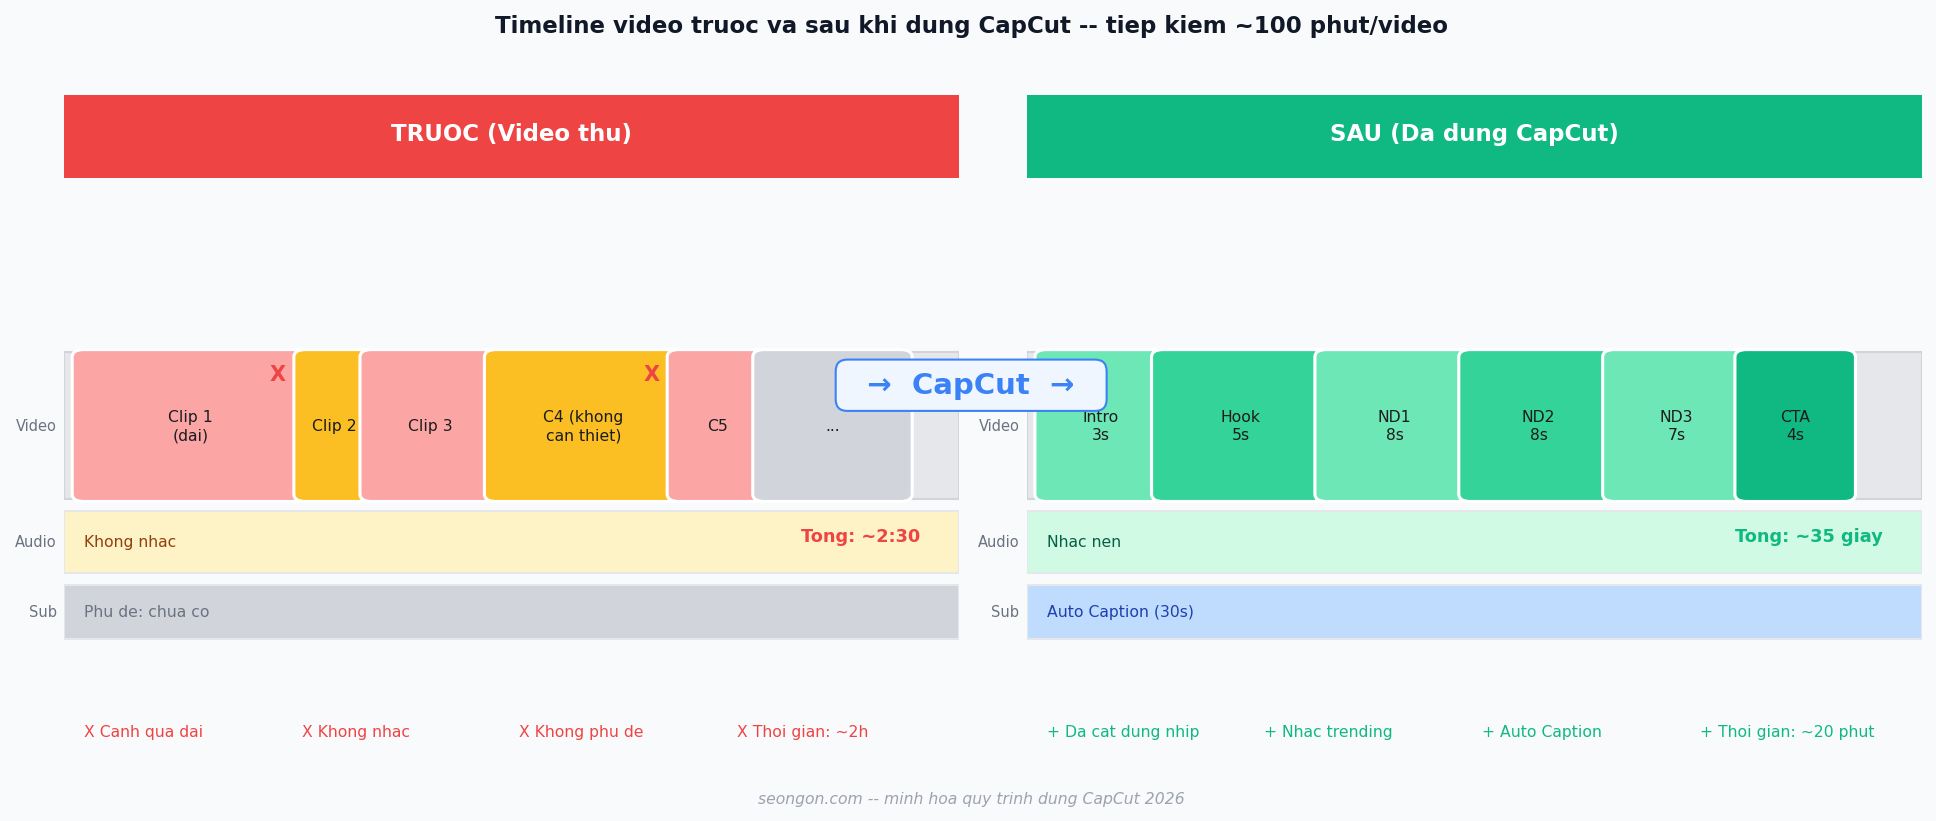 Timeline video truoc va sau khi dung CapCut -- tiep kiem ~100 phut/video
TRUOC (Video thu)
SAU (Da dung CapCut)
→ CapCut →
Video
X
X
Clip 1
(dai)
Clip 2
Clip 3
C4 (khong
can thiet)
C5
...
Audio
Khong nhac
Tong: ~2:30
Sub
Phu de: chua co
X Canh qua dai
X Khong nhac
X Khong phu de
X Thoi gian: ~2h
Video
Intro
3s
Hook
5s
ND1
8s
ND2
8s
ND3
7s
CTA
4s
Audio
Nhac nen
Tong: ~35 giay
Sub
Auto Caption (30s)
+ Da cat dung nhip
+ Nhac trending
+ Auto Caption
+ Thoi gian: ~20 phut
seongon.com -- minh hoa quy trinh dung CapCut 2026